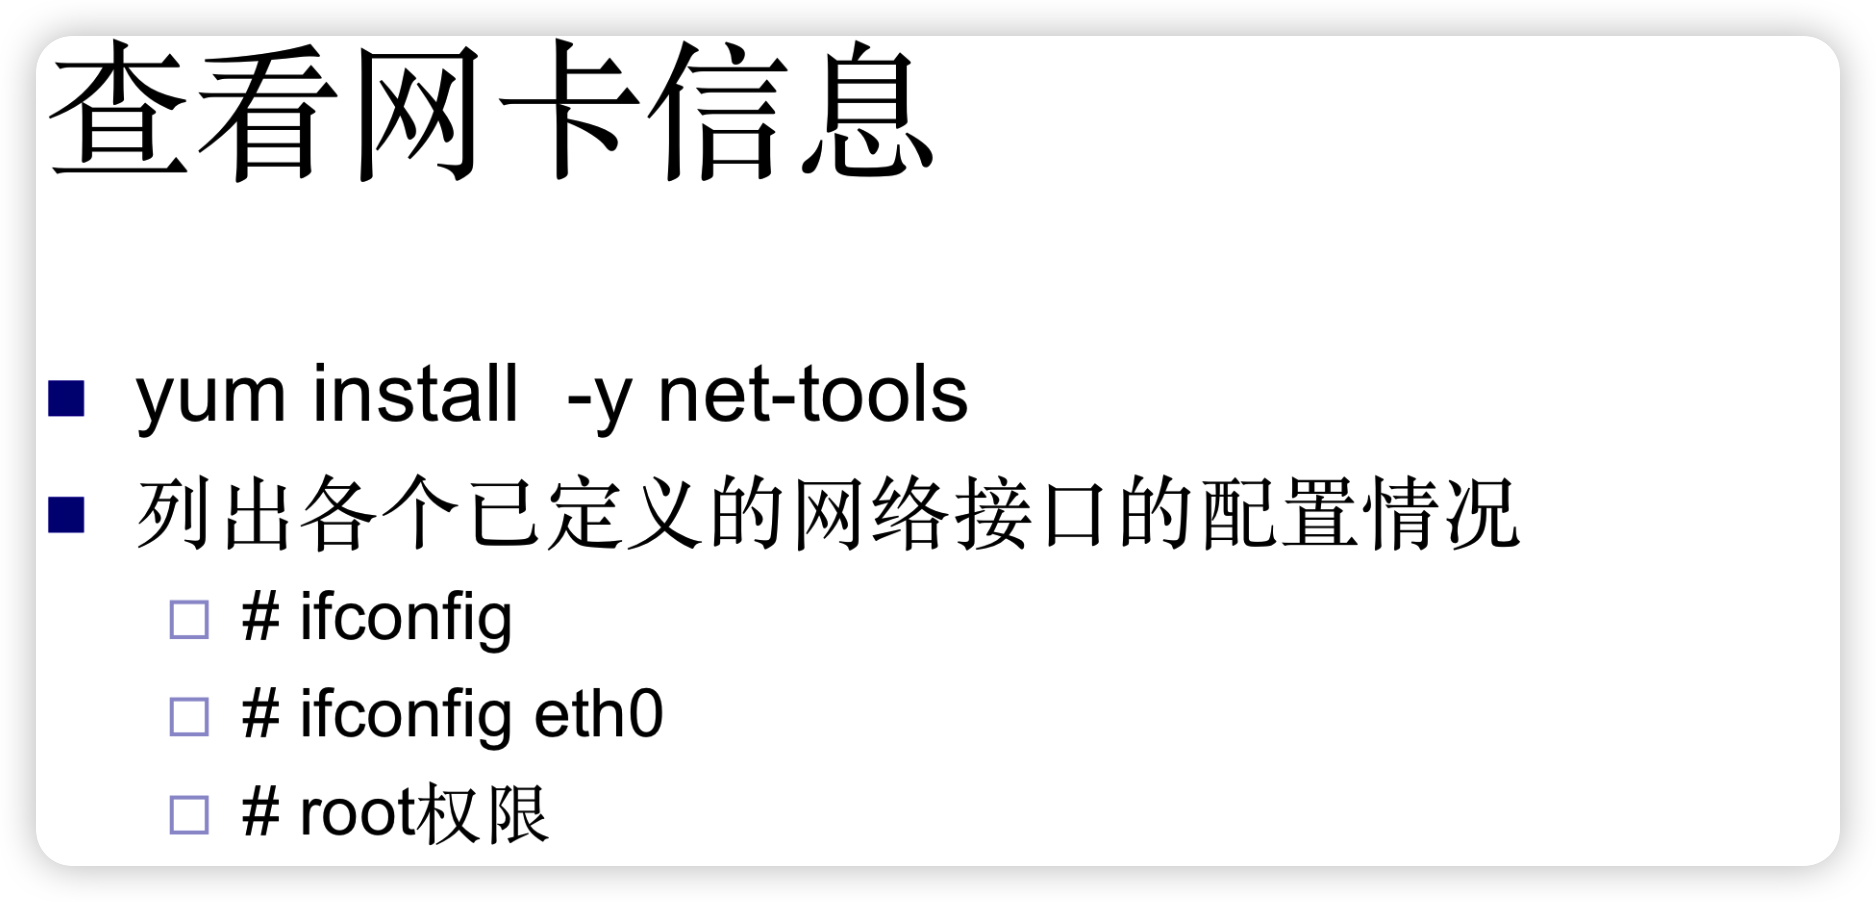 查看网卡信息
yum install  -y net-tools
列出各个已定义的网络接口的配置情况
# ifconfig
# ifconfig eth0
# root权限